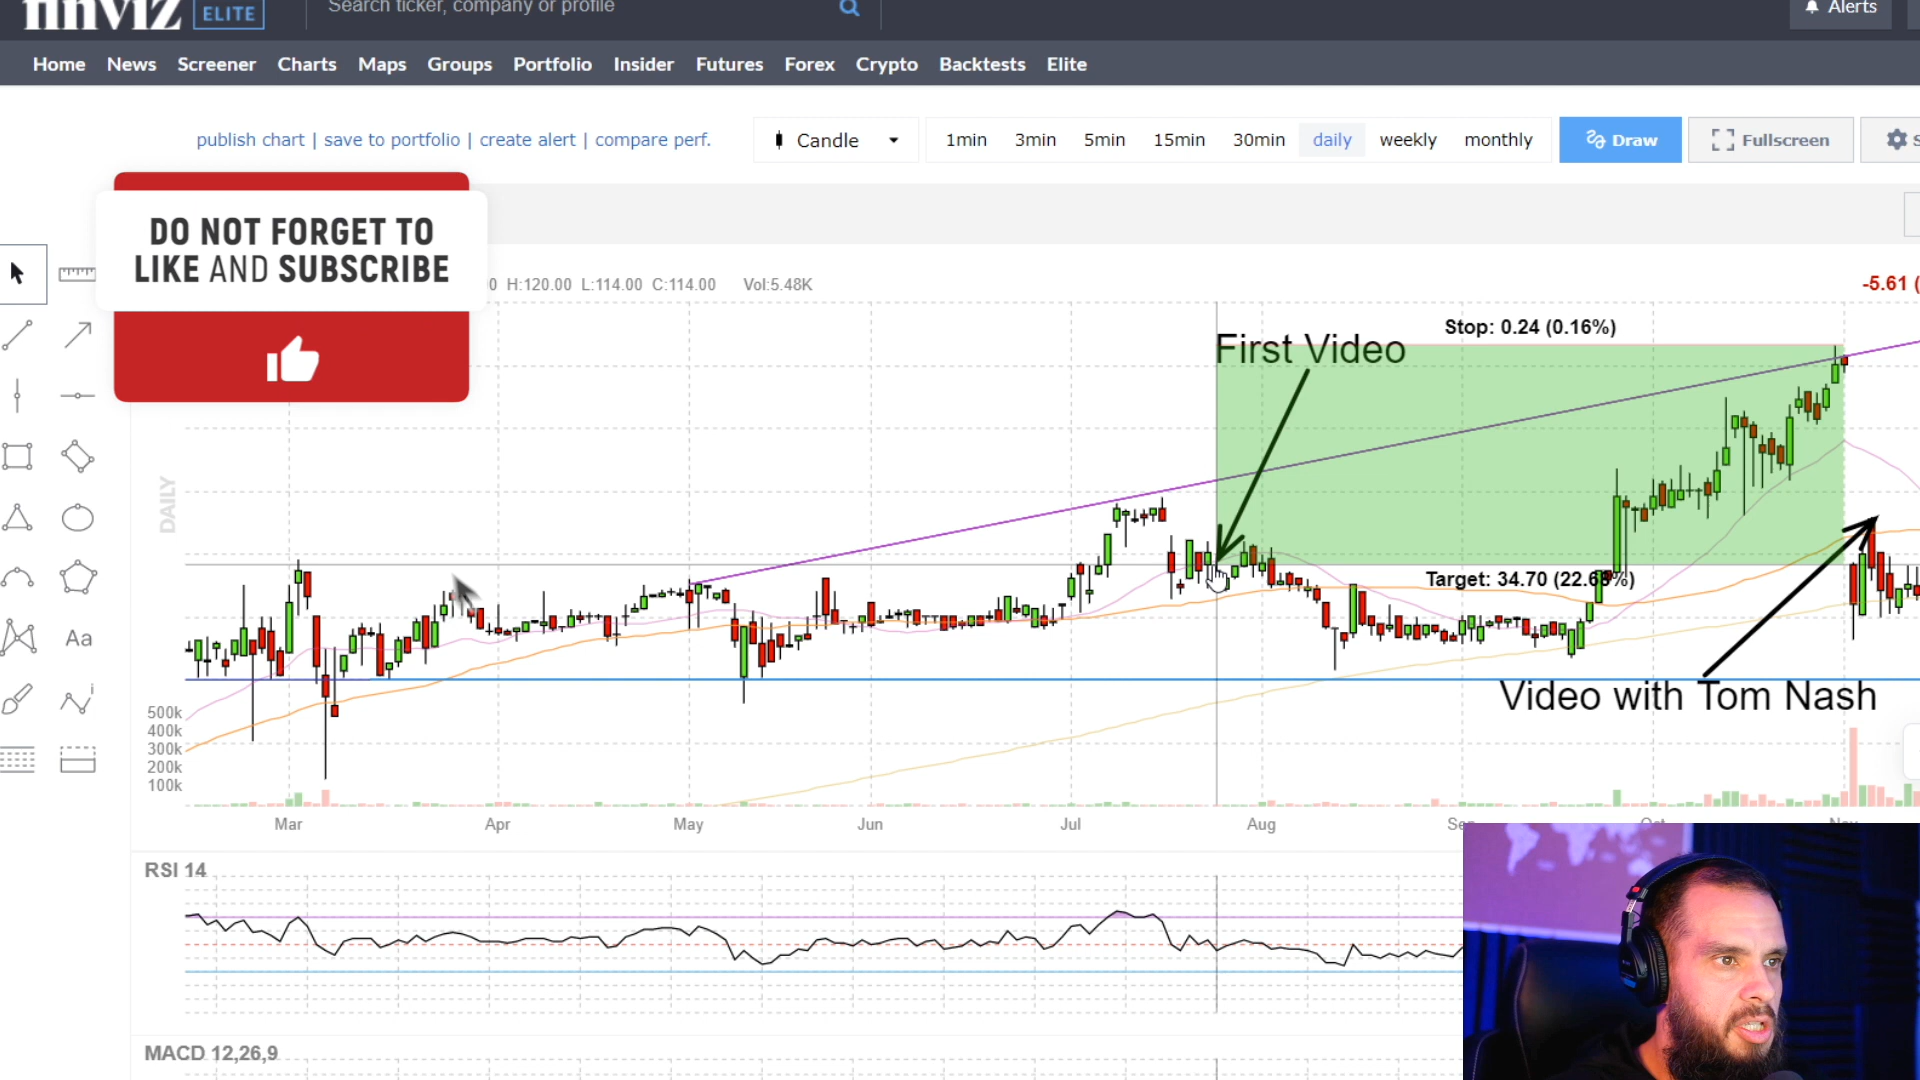 finviz ELITE Search ticker, company or profile Alerts
Home News Screener Charts Maps Groups Portfolio Insider Futures Forex Crypto Backtests Elite
publish chart | save to portfolio | create alert | compare perf. Candle 1min 3min 5min 15min 30min daily weekly monthly Draw Fullscreen
DO NOT FORGET TO
LIKE AND SUBSCRIBE
H:120.00 L:114.00 C:114.00 Vol:5.48K -5.61 (
Stop: 0.24 (0.16%)
First Video
DAILY
Target: 34.70 (22.63%)
Aa
Video with Tom Nash
500k
400k
300k
200k
100k
Mar Apr May Jun Jul Aug
RSI 14
MACD 12,26,9